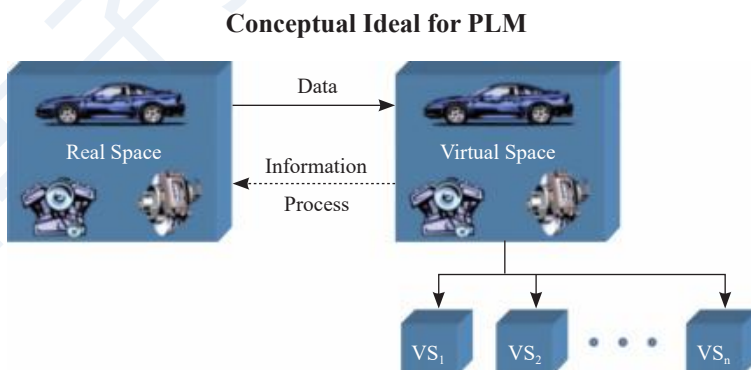 Conceptual Ideal for PLM
Data
Real Space
Virtual Space
Information
Process
VS₁
VS₂
VSₙ